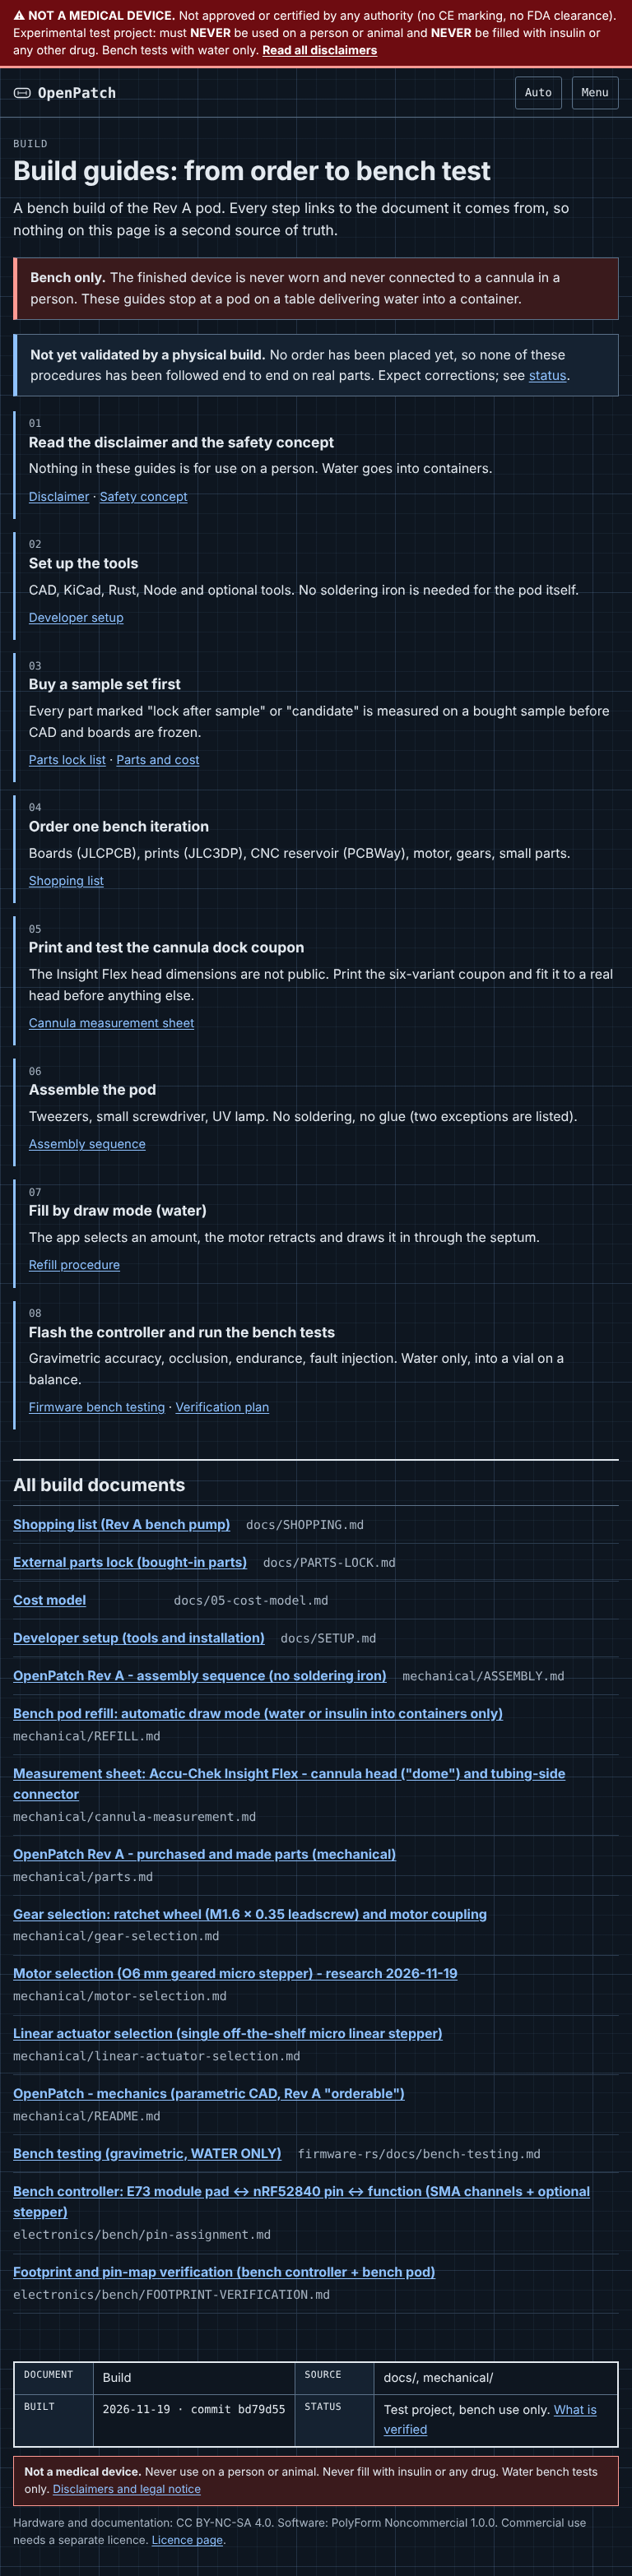 ⚠ NOT A MEDICAL DEVICE. Not approved or certified by any authority (no CE marking, no FDA clearance).
Experimental test project: must NEVER be used on a person or animal and NEVER be filled with insulin or
any other drug. Bench tests with water only. Read all disclaimers
OpenPatch
Auto
Menu
BUILD
Build guides: from order to bench test
A bench build of the Rev A pod. Every step links to the document it comes from, so
nothing on this page is a second source of truth.
Bench only. The finished device is never worn and never connected to a cannula in a
person. These guides stop at a pod on a table delivering water into a container.
Not yet validated by a physical build. No order has been placed yet, so none of these
procedures has been followed end to end on real parts. Expect corrections; see status.
01
Read the disclaimer and the safety concept
Nothing in these guides is for use on a person. Water goes into containers.
Disclaimer · Safety concept
02
Set up the tools
CAD, KiCad, Rust, Node and optional tools. No soldering iron is needed for the pod itself.
Developer setup
03
Buy a sample set first
Every part marked "lock after sample" or "candidate" is measured on a bought sample before
CAD and boards are frozen.
Parts lock list · Parts and cost
04
Order one bench iteration
Boards (JLCPCB), prints (JLC3DP), CNC reservoir (PCBWay), motor, gears, small parts.
Shopping list
05
Print and test the cannula dock coupon
The Insight Flex head dimensions are not public. Print the six-variant coupon and fit it to a real
head before anything else.
Cannula measurement sheet
06
Assemble the pod
Tweezers, small screwdriver, UV lamp. No soldering, no glue (two exceptions are listed).
Assembly sequence
07
Fill by draw mode (water)
The app selects an amount, the motor retracts and draws it in through the septum.
Refill procedure
08
Flash the controller and run the bench tests
Gravimetric accuracy, occlusion, endurance, fault injection. Water only, into a vial on a
balance.
Firmware bench testing · Verification plan
All build documents
Shopping list (Rev A bench pump) docs/SHOPPING.md
External parts lock (bought-in parts) docs/PARTS-LOCK.md
Cost model docs/05-cost-model.md
Developer setup (tools and installation) docs/SETUP.md
OpenPatch Rev A - assembly sequence (no soldering iron) mechanical/ASSEMBLY.md
Bench pod refill: automatic draw mode (water or insulin into containers only)
mechanical/REFILL.md
Measurement sheet: Accu-Chek Insight Flex - cannula head ("dome") and tubing-side
connector
mechanical/cannula-measurement.md
OpenPatch Rev A - purchased and made parts (mechanical)
mechanical/parts.md
Gear selection: ratchet wheel (M1.6 × 0.35 leadscrew) and motor coupling
mechanical/gear-selection.md
Motor selection (O6 mm geared micro stepper) - research 2026-11-19
mechanical/motor-selection.md
Linear actuator selection (single off-the-shelf micro linear stepper)
mechanical/linear-actuator-selection.md
OpenPatch - mechanics (parametric CAD, Rev A "orderable")
mechanical/README.md
Bench testing (gravimetric, WATER ONLY) firmware-rs/docs/bench-testing.md
Bench controller: E73 module pad ↔ nRF52840 pin ↔ function (SMA channels + optional
stepper)
electronics/bench/pin-assignment.md
Footprint and pin-map verification (bench controller + bench pod)
electronics/bench/FOOTPRINT-VERIFICATION.md
DOCUMENT Build SOURCE docs/, mechanical/
BUILT 2026-11-19 · commit bd79d55 STATUS Test project, bench use only. What is
verified
Not a medical device. Never use on a person or animal. Never fill with insulin or any drug. Water bench tests
only. Disclaimers and legal notice
Hardware and documentation: CC BY-NC-SA 4.0. Software: PolyForm Noncommercial 1.0.0. Commercial use
needs a separate licence. Licence page.